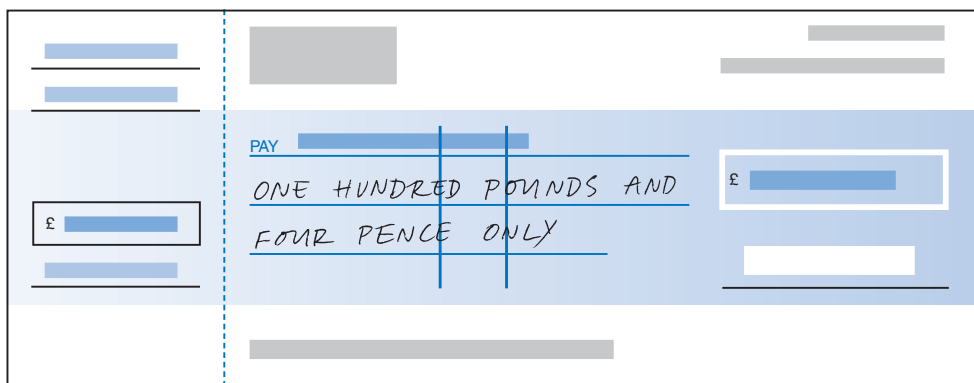 PAY
ONE HUNDRED POUNDS AND
£
£
FOUR PENCE ONLY